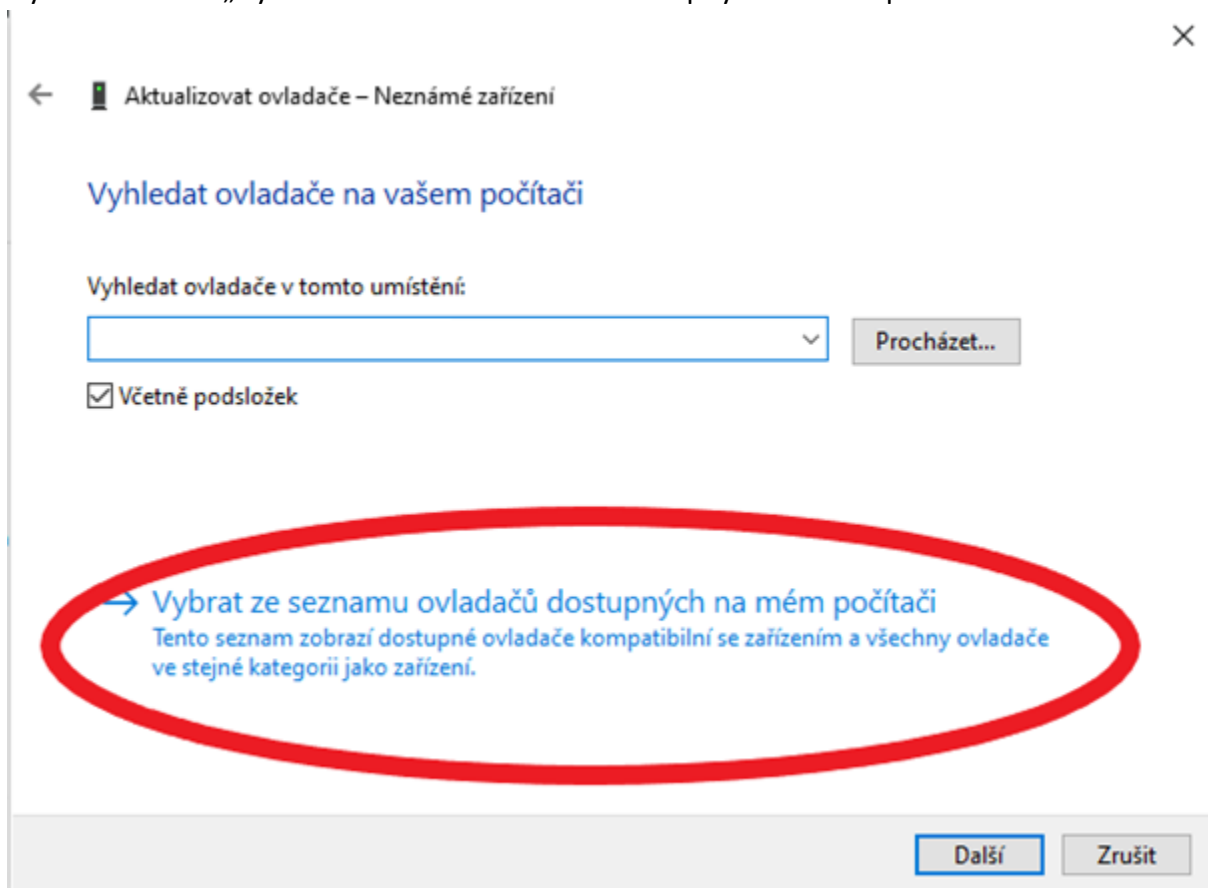 Aktualizovat ovladače – Neznámé zařízení
Vyhledat ovladače na vašem počítači
Vyhledat ovladače v tomto umístění:
Procházet...
Včetně podsložek
Vybrat ze seznamu ovladačů dostupných na mém počítači
Tento seznam zobrazí dostupné ovladače kompatibilní se zařízením a všechny ovladače
ve stejné kategorii jako zařízení.
Další Zrušit